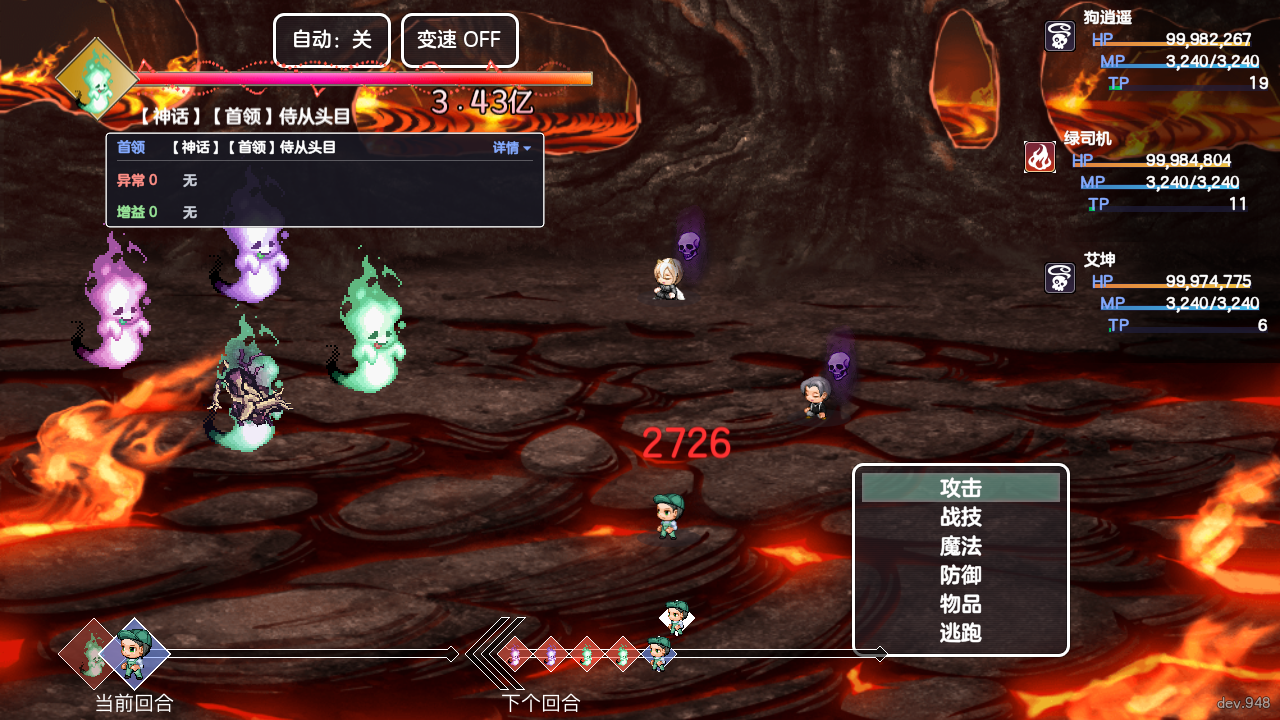 自动：关
变速 OFF
3.43亿
【神话】【首领】侍从头目
首领 【神话】【首领】侍从头目 详情
异常 0 无
增益 0 无
狗逍遥
HP 99,982,267
MP 3,240/3,240
TP 19
绿司机
HP 99,984,804
MP 3,240/3,240
TP 11
艾坤
HP 99,974,775
MP 3,240/3,240
TP 6
2726
攻击
战技
魔法
防御
物品
逃跑
当前回合
下个回合
dev.948